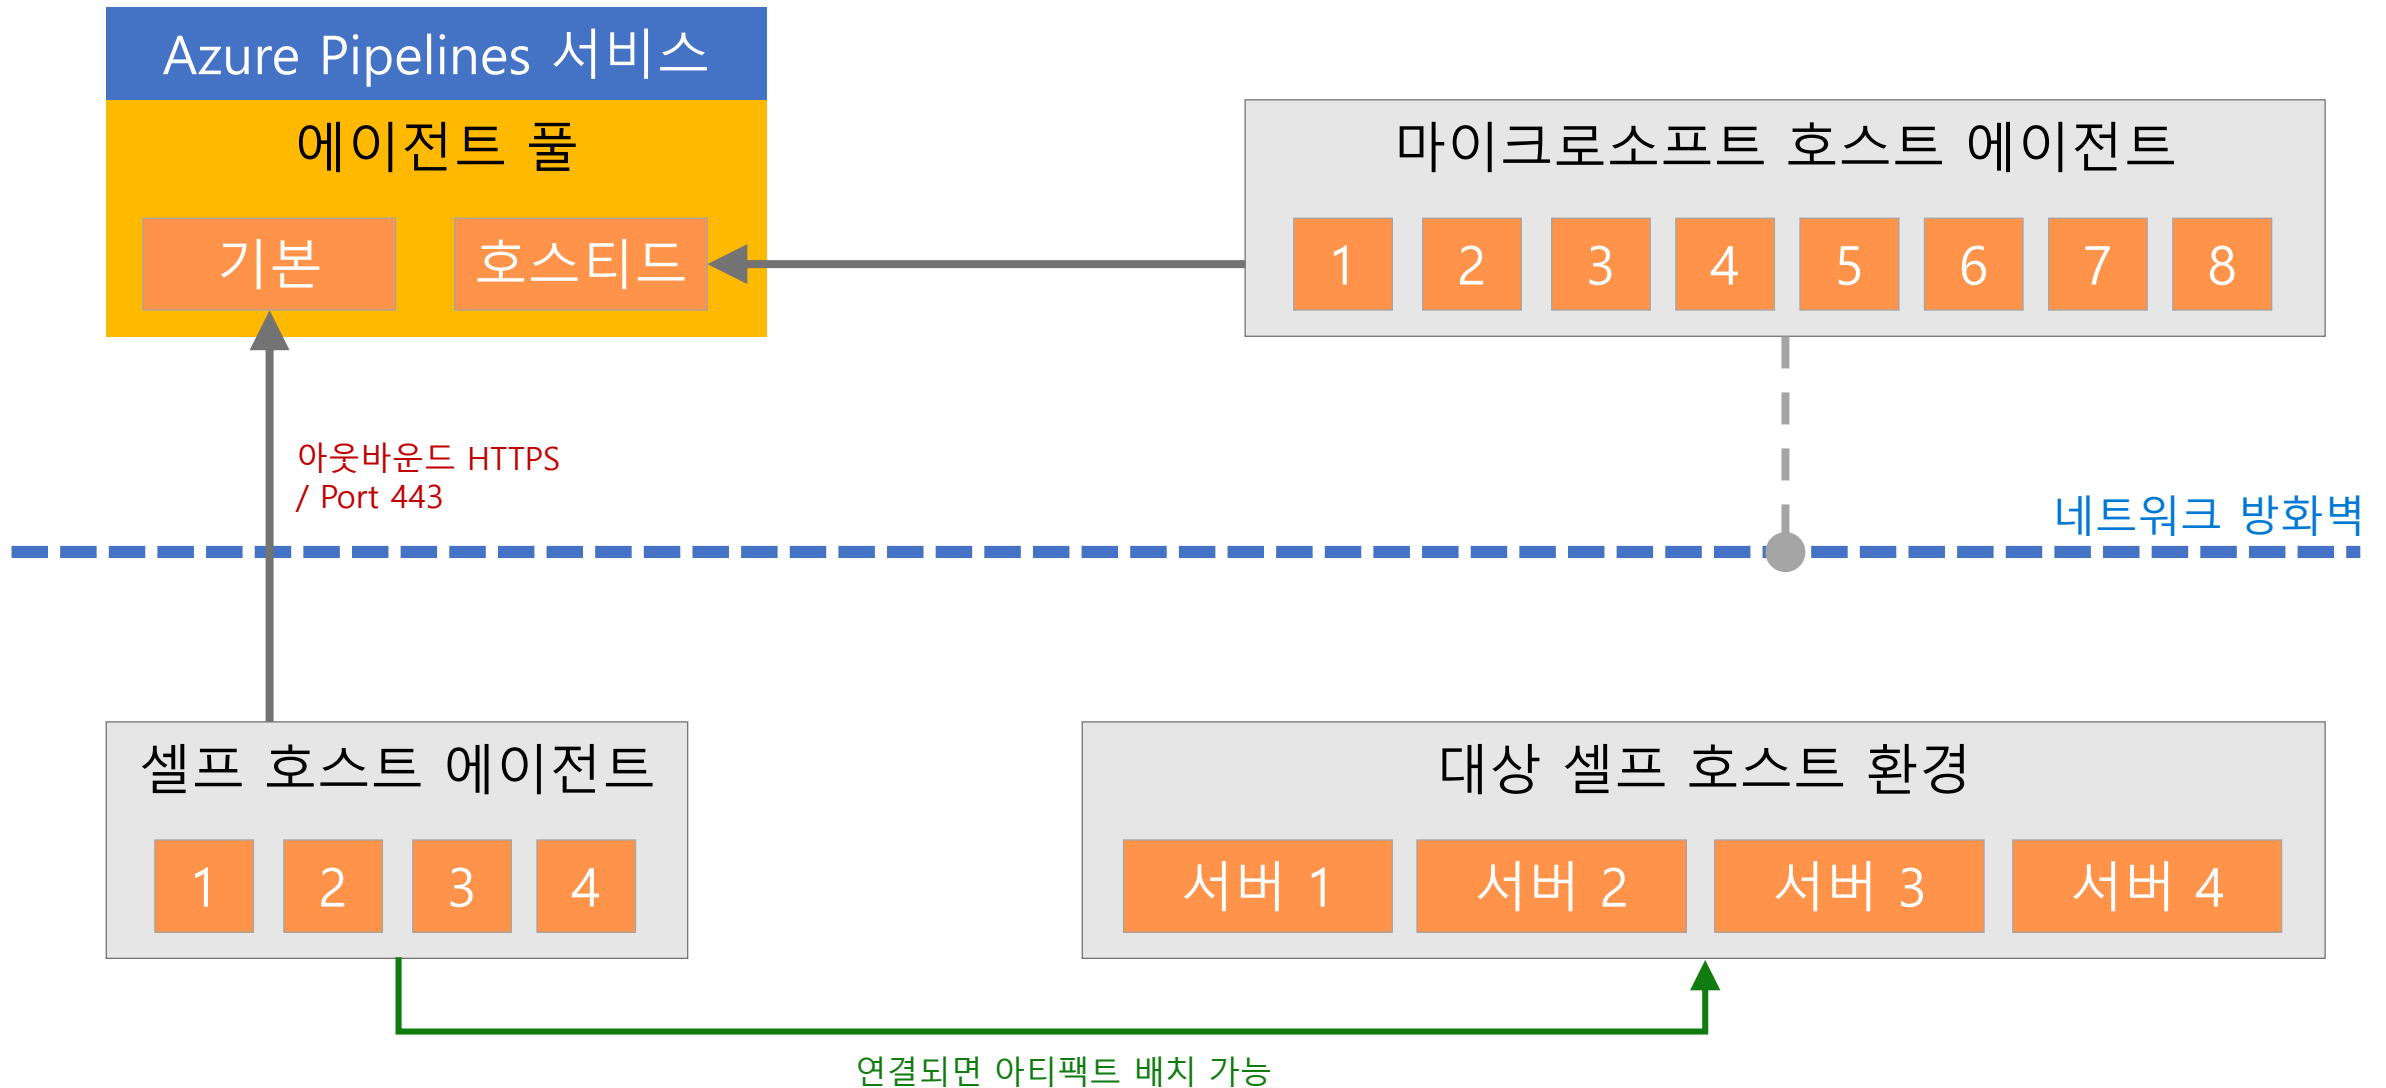 Azure Pipelines 서비스
에이전트 풀
기본
호스티드
마이크로소프트 호스트 에이전트
1 2 3 4 5 6 7 8
아웃바운드 HTTPS
/ Port 443
네트워크 방화벽
셀프 호스트 에이전트
1 2 3 4
대상 셀프 호스트 환경
서버 1 서버 2 서버 3 서버 4
연결되면 아티팩트 배치 가능